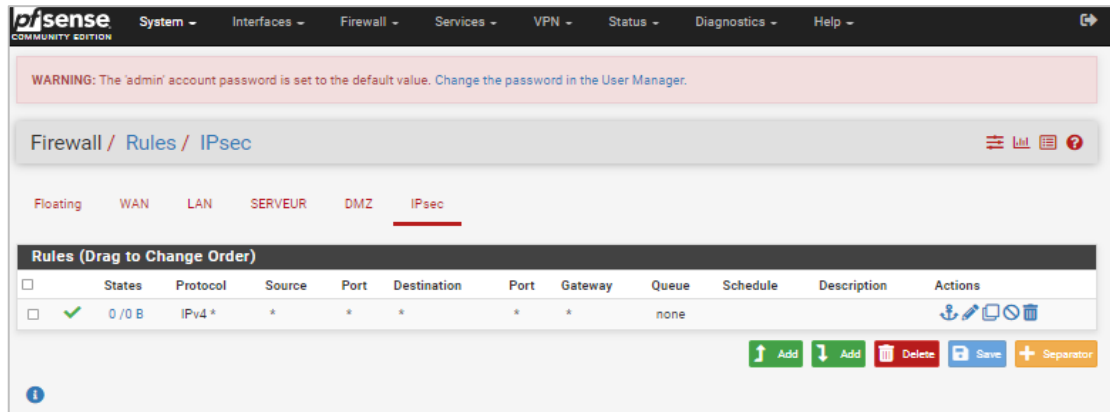 pfsense System Interfaces Firewall Services VPN Status Diagnostics Help
COMMUNITY EDITION
WARNING: The 'admin' account password is set to the default value. Change the password in the User Manager.
Firewall / Rules / IPsec
Floating WAN LAN SERVEUR DMZ IPsec
Rules (Drag to Change Order)
States Protocol Source Port Destination Port Gateway Queue Schedule Description Actions
0 /0 B IPv4 * * * * * * none
Add Add Delete Save Separator